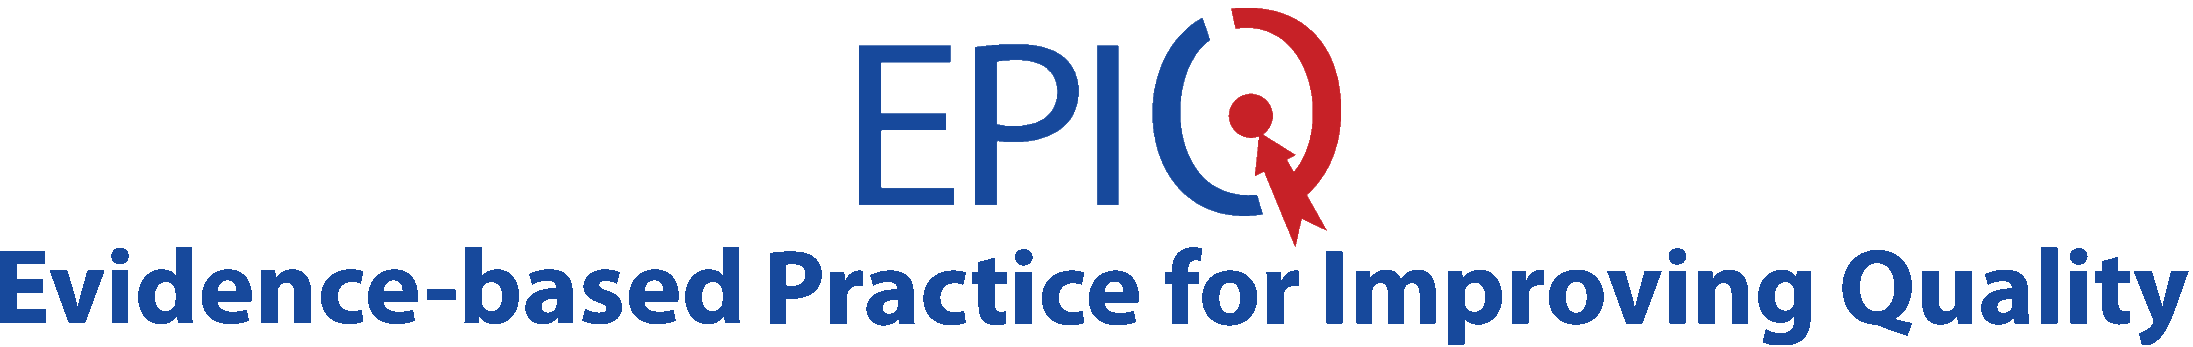 EPIQ
Evidence-based Practice for Improving Quality